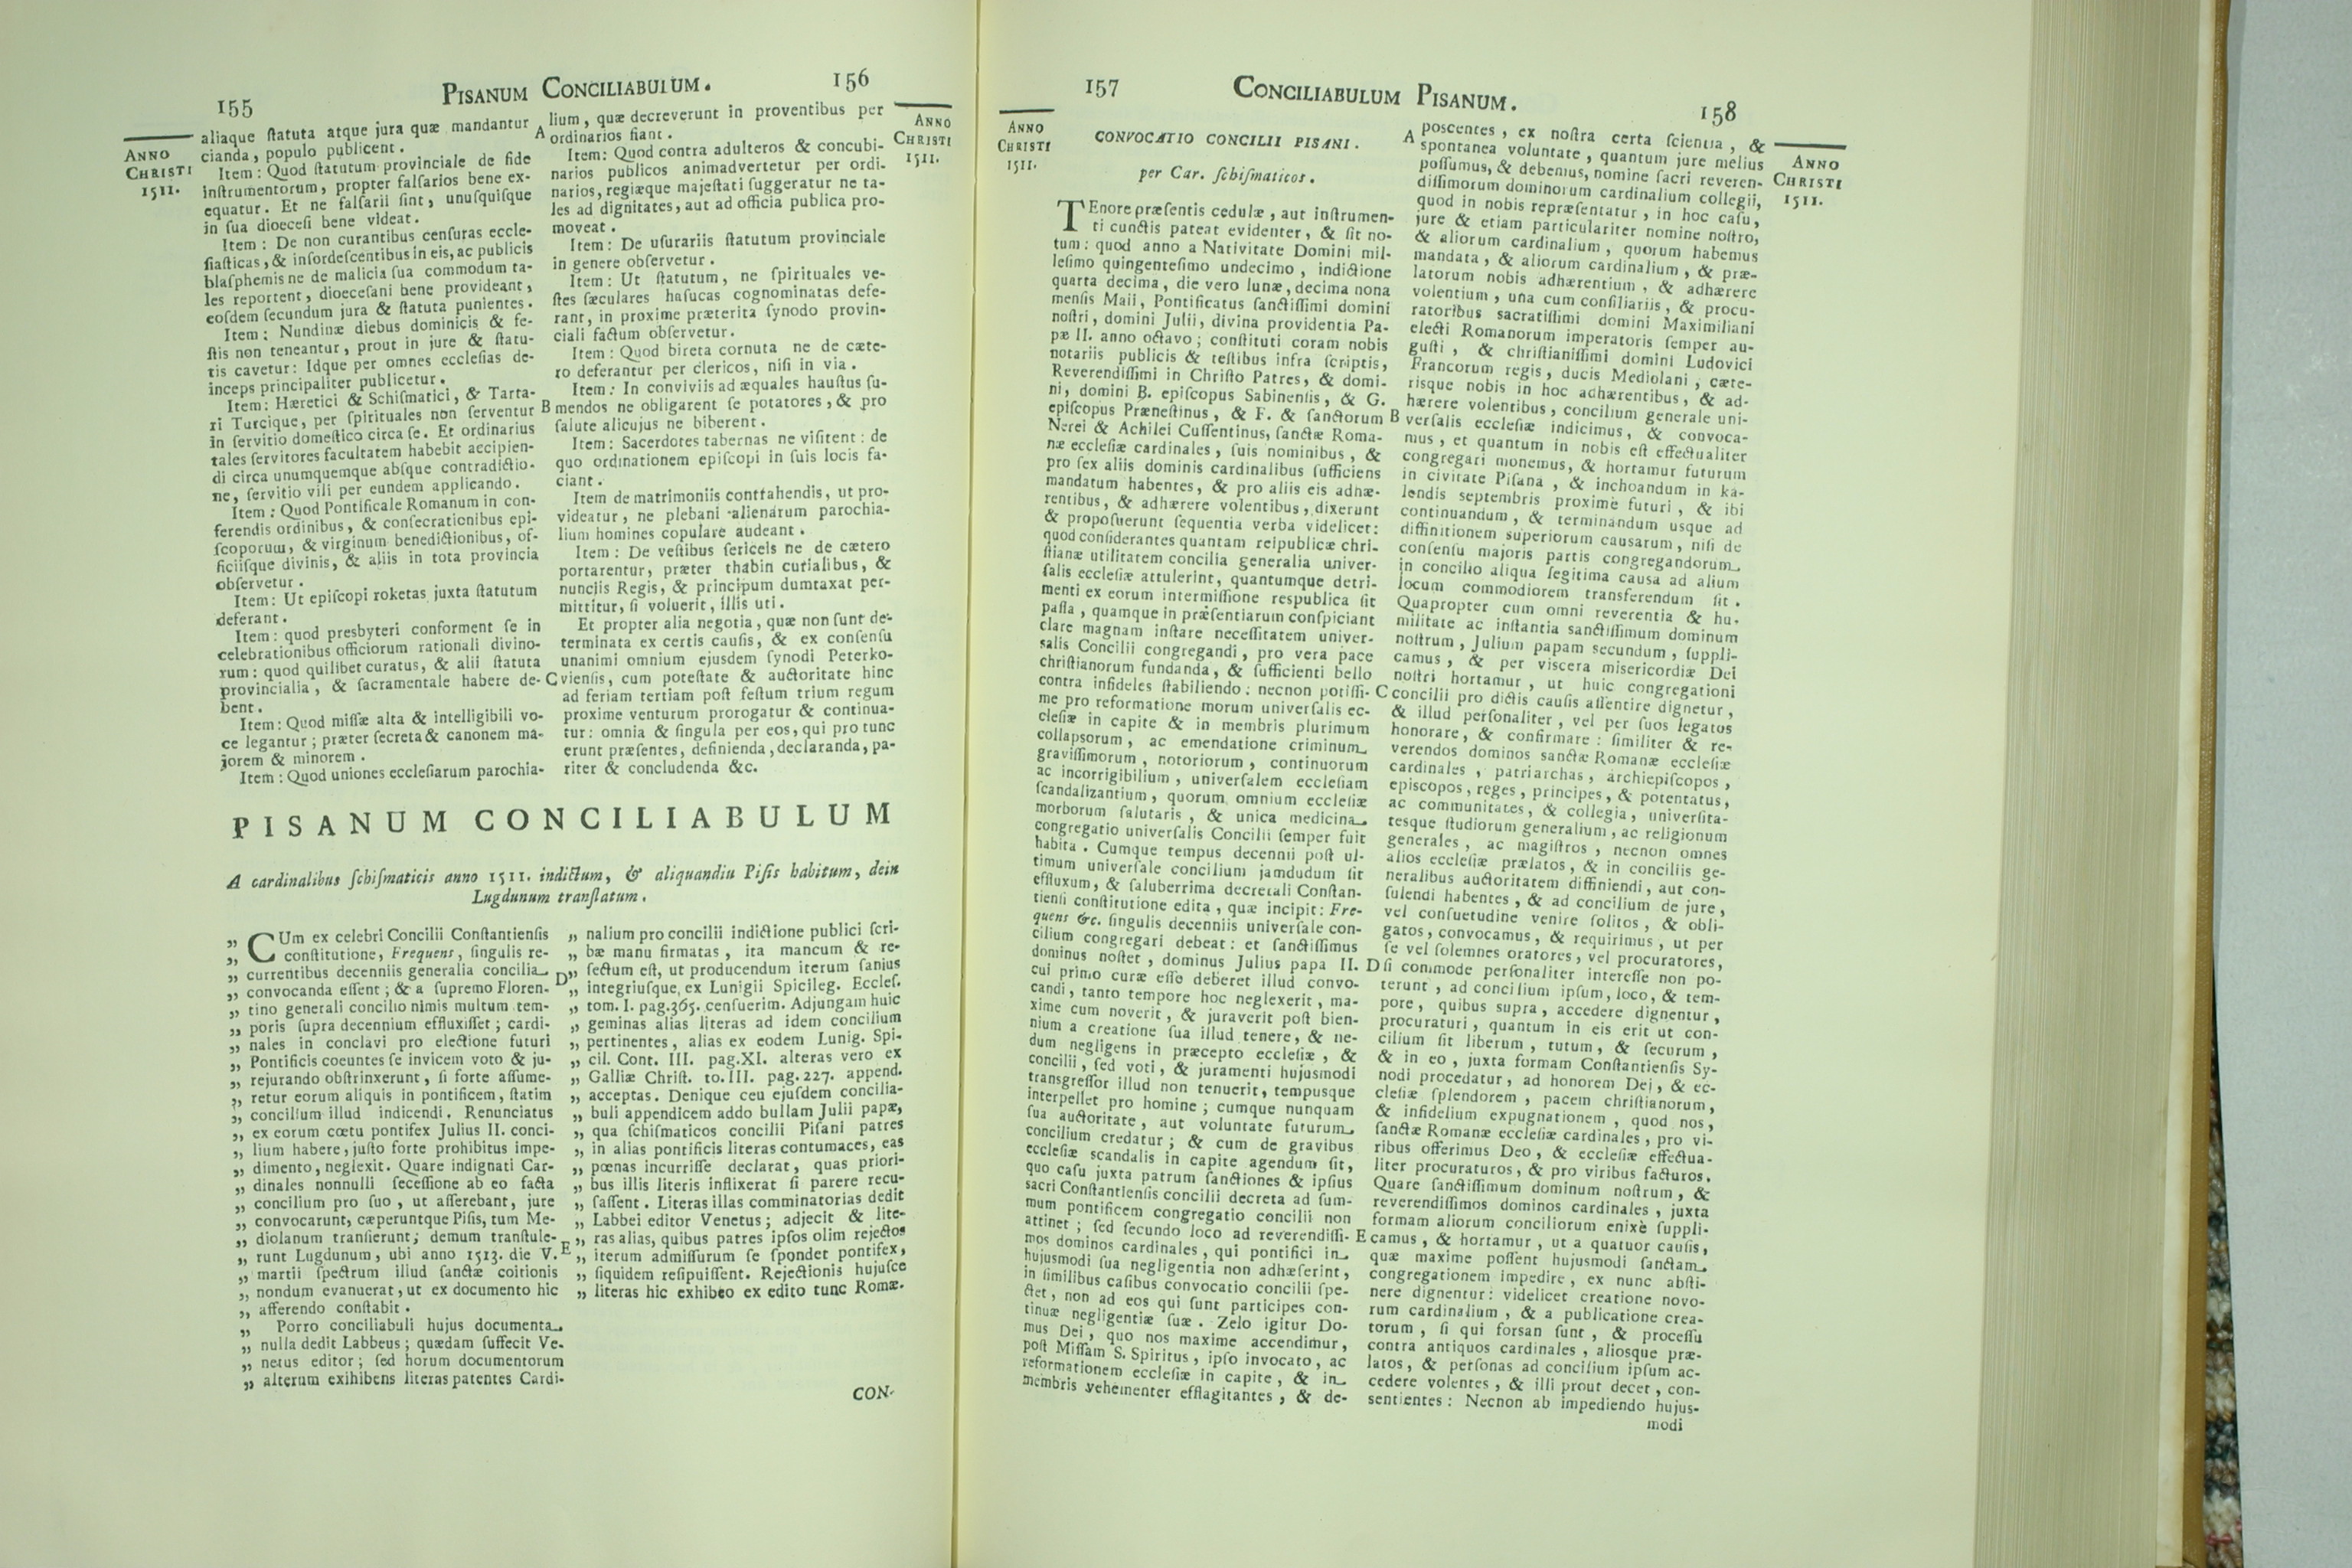 155
PISANUM CONCILIABULUM.
156
ANNO
CHRISTI
1511.
aliaque ſtatuta atque jura quæ mandantur
cianda, populo publicent.
Item: Quod ſtatutum provinciale de fide
inſtrumentorum, propter falſarios bene ex-
equatur. Et ne falſarii ſint, unuſquiſque
in ſua dioeceſi bene videat.
Item: De non curantibus cenſuras eccle-
ſiaſticas, & inſordeſcentibus in eis, ac publicis
blaſphemis ne de malicia ſua commodum ta-
les reportent, dioeceſani bene provideant,
eoſdem ſecundum jura & ſtatuta punientes.
Item: Nundinæ diebus dominicis & fe-
ſtis non teneantur, prout in jure & ſtatu-
tis cavetur: Idque per omnes eccleſias de-
inceps principaliter publicetur.
Item: Hæretici & Schiſmatici, & Tarta-
ri Turcique, per ſpirituales non ſerventur
in ſervitio domeſtico circa ſe. Et ordinarius
tales ſervitores facultatem habebit accipien-
di circa unumquemque abſque contradictio-
ne, ſervitio vili per eundem applicando.
Item: Quod Pontificale Romanum in con-
ferendis ordinibus, & conſecrationibus epi-
ſcoporum, & virginum benedictionibus, of-
ficiiſque divinis, & aliis in tota provincia
obſervetur.
Item: Ut epiſcopi roketas juxta ſtatutum
deferant.
Item: quod presbyteri conforment ſe in
celebrationibus officiorum rationali divino-
rum: quod quilibet curatus, & alii ſtatuta
provincialia, & ſacramentale habere de-
bent.
Item: Quod miſſæ alta & intelligibili vo-
ce legantur; præter ſecreta & canonem ma-
jorem & minorem.
Item: Quod uniones eccleſiarum parochia-
A
B
C
lium, quæ decreverunt in proventibus per
ordinarios fiant.
Item: Quod contra adulteros & concubi-
narios publicos animadvertetur per ordi-
narios, regiæque majeſtati ſuggeratur ne ta-
les ad dignitates, aut ad officia publica pro-
moveat.
Item: De uſurariis ſtatutum provinciale
in genere obſervetur.
Item: Ut ſtatutum, ne ſpirituales ve-
ſtes ſæculares haſucas cognominatas defe-
rant, in proxime præterita ſynodo provin-
ciali factum obſervetur.
Item: Quod bireta cornuta ne de cæte-
ro deferantur per clericos, niſi in via.
Item: In conviviis ad æquales hauſtus ſu-
mendos ne obligarent ſe potatores, & pro
ſalute alicujus ne biberent.
Item: Sacerdotes tabernas ne viſitent: de
quo ordinationem epiſcopi in ſuis locis fa-
ciant.
Item de matrimoniis conttahendis, ut pro-
videatur, ne plebani alienarum parochia-
lium homines copulare audeant.
Item: De veſtibus ſericeis ne de cætero
portarentur, præter thabin curialibus, &
nunciis Regis, & principum dumtaxat per-
mittitur, ſi voluerit, illis uti.
Et propter alia negotia, quæ non ſunt de-
terminata ex certis cauſis, & ex conſenſu
unanimi omnium ejusdem ſynodi Peterko-
vienſis, cum poteſtate & auctoritate hinc
ad feriam tertiam poſt feſtum trium regum
proxime venturum prorogatur & continua-
tur: omnia & ſingula per eos, qui pro tunc
erunt præſentes, definienda, declaranda, pa-
riter & concludenda &c.
ANNO
CHRISTI
1511.
PISANUM CONCILIABULUM
A cardinalibus ſchiſmaticis anno 1511. indictum, & aliquandiu Piſis habitum, dein
Lugdunum tranſlatum.
„ CUm ex celebri Concilii Conſtantienſis
„ conſtitutione, Frequens, ſingulis re-
„ currentibus decenniis generalia concilia
„ convocanda eſſent; & a ſupremo Floren-
„ tino generali concilio nimis multum tem-
„ poris ſupra decennium effluxiſſet; cardi-
„ nales in conclavi pro electione futuri
„ Pontificis coeuntes ſe invicem voto & ju-
„ rejurando obſtrinxerunt, ſi forte aſſume-
„ retur eorum aliquis in pontificem, ſtatim
„ concilium illud indicendi. Renunciatus
„ ex eorum cœtu pontifex Julius II. conci-
„ lium habere, juſto forte prohibitus impe-
„ dimento, neglexit. Quare indignati Car-
„ dinales nonnulli ſeceſſione ab eo facta
„ concilium pro ſuo, ut aſſerebant, jure
„ convocarunt, cæperuntque Piſis, tum Me-
„ diolanum tranſierunt; demum tranſtule-
„ runt Lugdunum, ubi anno 1513. die V.
„ martii ſpectrum illud ſanctæ coitionis
„ nondum evanuerat, ut ex documento hic
„ afferendo conſtabit.
„ Porro conciliabuli hujus documenta
„ nulla dedit Labbeus; quædam ſuffecit Ve-
„ netus editor; ſed horum documentorum
„ alterum exihibens literas patentes Cardi-
D
E
„ nalium pro concilii indictione publici ſcri-
„ bæ manu firmatas, ita mancum & re-
„ ſectum eſt, ut producendum iterum ſanius
„ integriuſque ex Lunigii Spicileg. Eccleſ.
„ tom. I. pag.365. cenſuerim. Adjungam huic
„ geminas alias literas ad idem concilium
„ pertinentes, alias ex eodem Lunig. Spi-
„ cil. Cont. III. pag.XI. alteras vero ex
„ Galliæ Chriſt. to.III. pag.227. append.
„ acceptas. Denique ceu ejuſdem concilia-
„ buli appendicem addo bullam Julii papæ,
„ qua ſchiſmaticos concilii Piſani patres
„ in alias pontificis literas contumaces, eas
„ pœnas incurriſſe declarat, quas priori-
„ bus illis literis inflixerat ſi parere recu-
„ ſaſſent. Literas illas comminatorias dedit
„ Labbei editor Venetus; adjecit & lite-
„ ras alias, quibus patres ipſos olim rejectos
„ iterum admiſſurum ſe ſpondet pontifex,
„ ſiquidem reſipuiſſent. Rejectionis hujuſce
„ literas hic exhibeo ex edito tunc Romæ.
CON-
157
CONCILIABULUM PISANUM.
158
ANNO
CHRISTI
1511.
CONVOCATIO CONCILII PISANI.
per Car. ſchiſmaticos.
TEnore præſentis cedulæ, aut inſtrumen-
ti cunctis pateat evidenter, & ſit no-
tum: quod anno a Nativitate Domini mil-
leſimo quingenteſimo undecimo, indictione
quarta decima, die vero lunæ, decima nona
menſis Maii, Pontificatus ſanctiſſimi domini
noſtri, domini Julii, divina providentia Pa-
pæ II. anno octavo; conſtituti coram nobis
notariis publicis & teſtibus infra ſcriptis,
Reverendiſſimi in Chriſto Patres, & domi-
ni, domini B. epiſcopus Sabinenſis, & G.
epiſcopus Præneſtinus, & F. & ſanctorum
Nerei & Achilei Cuſſentinus, ſanctæ Roma-
næ eccleſiæ cardinales, ſuis nominibus, &
pro ſex aliis dominis cardinalibus ſufficiens
mandatum habentes, & pro aliis eis adhæ-
rentibus, & adhærere volentibus, dixerunt
& propoſuerunt ſequentia verba videlicet:
quod conſiderantes quantam reipublicæ chri-
ſtianæ utilitatem concilia generalia univer-
ſalis eccleſiæ attulerint, quantumque detri-
menti ex eorum intermiſſione respublica ſit
paſſa, quamque in præſentiarum conſpiciant
clare magnam inſtare neceſſitatem univer-
salis Concilii congregandi, pro vera pace
chriſtianorum fundanda, & ſufficienti bello
contra infideles ſtabiliendo: necnon potiſſi-
me pro reformatione morum univerſalis ec-
cleſiæ in capite & in membris plurimum
collapsorum, ac emendatione criminum
graviſſimorum, notoriorum, continuorum
ac incorrigibilium, univerſalem eccleſiam
ſcandalizantium, quorum omnium eccleſiæ
morborum ſalutaris, & unica medicina
congregatio univerſalis Concilii ſemper fuit
habita. Cumque tempus decennii poſt ul-
timum univerſale concilium jamdudum ſit
effluxum, & ſaluberrima decretali Conſtan-
tienſi conſtitutione edita, quæ incipit: Fre-
quens &c. ſingulis decenniis univerſale con-
cilium congregari debeat: et ſanctiſſimus
dominus noſter, dominus Julius papa II.
cui primo curæ eſſe deberet illud convo-
candi, tanto tempore hoc neglexerit, ma-
xime cum noverit, & juraverit poſt bien-
nium a creatione ſua illud tenere, & ne-
dum negligens in præcepto eccleſiæ, &
concilii, ſed voti, & juramenti hujusmodi
transgreſſor illud non tenuerit, tempusque
interpellet pro homine; cumque nunquam
ſua auctoritate, aut voluntate futurum
concilium credatur; & cum de gravibus
eccleſiæ scandalis in capite agendum ſit,
quo caſu juxta patrum ſanctiones & ipſius
sacri Conſtantienſis concilii decreta ad ſum-
mum pontificem congregatio concilii non
attinet; ſed ſecundo loco ad reverendiſſi-
mos dominos cardinales, qui pontifici in
hujusmodi ſua negligentia non adhæſerint,
in ſimilibus caſibus convocatio concilii ſpe-
ctet, non ad eos qui ſunt participes con-
tinuæ negligentiæ ſuæ. Zelo igitur Do-
mus Dei, quo nos maxime accendimur,
poſt Miſſam S. Spiritus, ipſo invocato, ac
reformationem eccleſiæ in capite, & in
membris vehementer efflagitantes, & de-
A
B
C
D
E
poscentes, ex noſtra certa ſcientia, &
spontanea voluntate, quantum jure melius
poſſumus, & debemus, nomine ſacri reveren-
diſſimorum dominorum cardinalium collegii,
quod in nobis repræſentatur, in hoc caſu,
jure & etiam particulariter nomine noſtro,
& aliorum cardinalium, quorum habemus
mandata, & aliorum cardinalium, & præ-
latorum nobis adhærentium, & adhærere
volentium, una cum conſiliariis, & procu-
ratoribus sacratiſſimi domini Maximiliani
electi Romanorum imperatoris ſemper au-
guſti, & chriſtianiſſimi domini Ludovici
Francorum regis, ducis Mediolani, cæte-
risque nobis in hoc adhærentibus, & ad-
hærere volentibus, concilium generale uni-
verſalis eccleſiæ indicimus, & convoca-
mus, et quantum in nobis eſt effectualiter
congregari monemus, & hortamur futurum
in civitate Piſana, & inchoandum in ka-
lendis septembris proximè futuri, & ibi
continuandum, & terminandum usque ad
diffinitionem superiorum causarum, niſi de
conſenſu majoris partis congregandorum
in concilio aliqua legitima causa ad alium
locum commodiorem transferendum ſit.
Quapropter cum omni reverentia & hu-
militate ac inſtantia sanctiſſimum dominum
noſtrum, Julium papam secundum, ſuppli-
camus, & per viscera misericordiæ Dei
noſtri hortamur, ut huic congregationi
concilii pro dictis cauſis aſſentire dignetur,
& illud perſonaliter, vel per ſuos legatos
honorare, & confirmare: ſimiliter & re-
verendos dominos sanctæ Romanæ eccleſiæ
cardinales, patriarchas, archiepiſcopos,
episcopos, reges, principes, & potentatus,
ac communitates, & collegia, univerſita-
tesque ſtudiorum generalium, ac religionum
generales, ac magiſtros, necnon omnes
alios eccleſiæ prælatos, & in conciliis ge-
neralibus auctoritatem diffiniendi, aut con-
ſulendi habentes, & ad concilium de jure,
vel conſuetudine venire ſolitos, & obli-
gatos, convocamus, & requirimus, ut per
ſe vel ſolemnes oratores, vel procuratores,
ſi commode perſonaliter intereſſe non po-
terunt, ad concilium ipſum, loco, & tem-
pore, quibus supra, accedere dignentur,
procuraturi, quantum in eis erit ut con-
cilium ſit liberum, tutum, & ſecurum,
& in eo, juxta formam Conſtantienſis Sy-
nodi procedatur, ad honorem Dei, & ec-
cleſiæ ſplendorem, pacem chriſtianorum,
& infidelium expugnationem, quod nos,
ſanctæ Romanæ eccleſiæ cardinales, pro vi-
ribus offerimus Deo, & eccleſiæ effectua-
liter procuraturos, & pro viribus facturos.
Quare ſanctiſſimum dominum noſtrum, &
reverendiſſimos dominos cardinales, juxta
formam aliorum conciliorum enixè ſuppli-
camus, & hortamur, ut a quatuor cauſis,
quæ maxime poſſent hujusmodi ſanctam
congregationem impedire, ex nunc abſti-
nere dignentur: videlicet creatione novo-
rum cardinalium, & a publicatione crea-
torum, ſi qui forsan ſunt, & proceſſu
contra antiquos cardinales, aliosque præ-
latos, & perſonas ad concilium ipſum ac-
cedere volentes, & illi prout decet, con-
sentientes: Necnon ab impediendo hujus-
modi
ANNO
CHRISTI
1511.